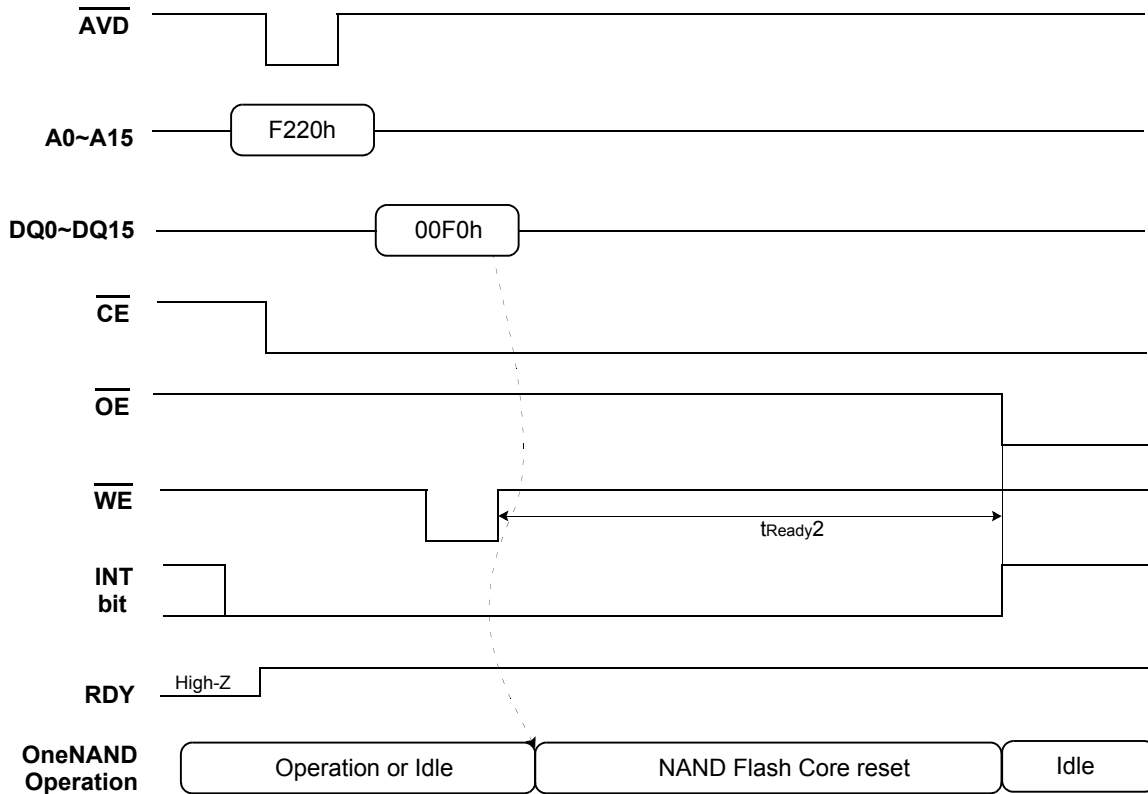 AVD
A0~A15
F220h
DQ0~DQ15
00F0h
CE
OE
WE
tReady2
INT
bit
RDY
High-Z
OneNAND
Operation
Operation or Idle
NAND Flash Core reset
Idle